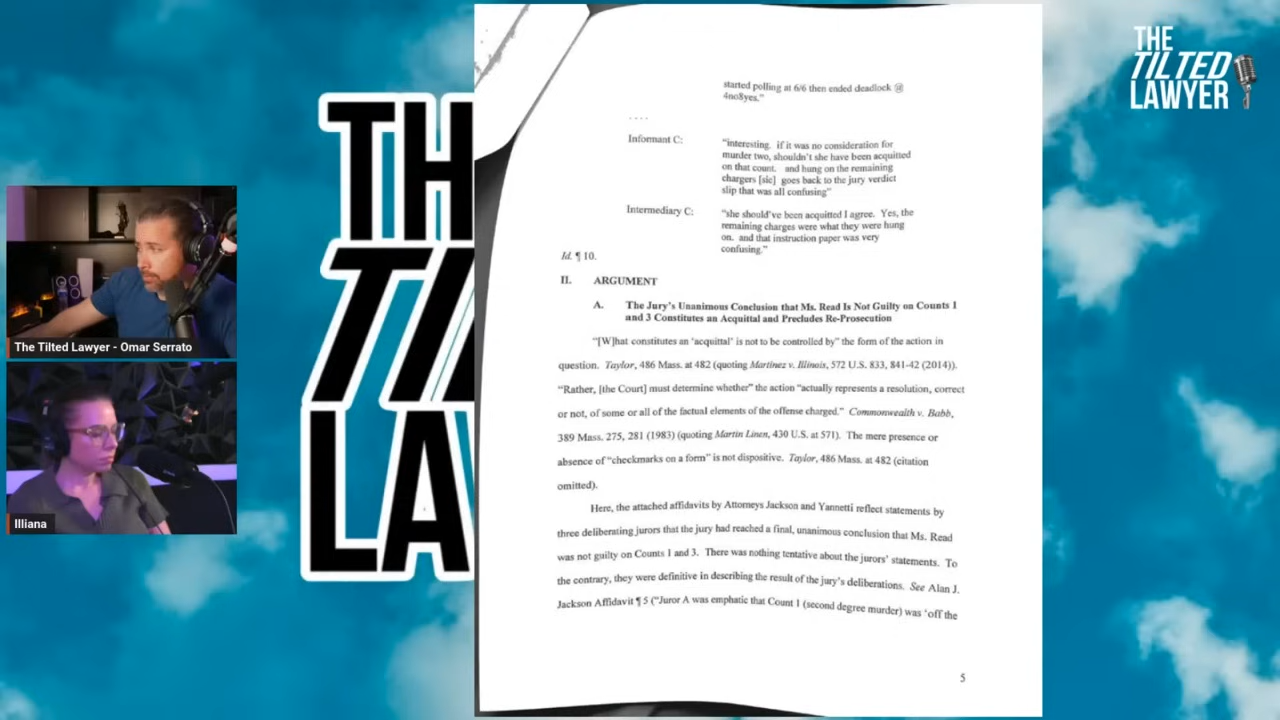 THE
TILTED
LAWYER
TH
TI
LA
The Tilted Lawyer - Omar Serrato
Illiana
started polling at 6/6 then ended deadlock @
4no8yes."
. . . .
Informant C:
"interesting. if it was no consideration for
murder two, shouldn't she have been acquitted
on that count. and hung on the remaining
chargers [sic] goes back to the jury verdict
slip that was all confusing"
Intermediary C:
"she should've been acquitted I agree. Yes, the
remaining charges were what they were hung
on. and that instruction paper was very
confusing."
Id. ¶ 10.
II. ARGUMENT
A. The Jury's Unanimous Conclusion that Ms. Read Is Not Guilty on Counts 1
and 3 Constitutes an Acquittal and Precludes Re-Prosecution
"[W]hat constitutes an 'acquittal' is not to be controlled by" the form of the action in
question. Taylor, 486 Mass. at 482 (quoting Martinez v. Illinois, 572 U.S. 833, 841-42 (2014)).
"Rather, [the Court] must determine whether" the action "actually represents a resolution, correct
or not, of some or all of the factual elements of the offense charged." Commonwealth v. Babb,
389 Mass. 275, 281 (1983) (quoting Martin Linen, 430 U.S. at 571). The mere presence or
absence of "checkmarks on a form" is not dispositive. Taylor, 486 Mass. at 482 (citation
omitted).
Here, the attached affidavits by Attorneys Jackson and Yannetti reflect statements by
three deliberating jurors that the jury had reached a final, unanimous conclusion that Ms. Read
was not guilty on Counts 1 and 3. There was nothing tentative about the jurors' statements. To
the contrary, they were definitive in describing the result of the jury's deliberations. See Alan J.
Jackson Affidavit ¶ 5 ("Juror A was emphatic that Count 1 (second degree murder) was 'off the
5